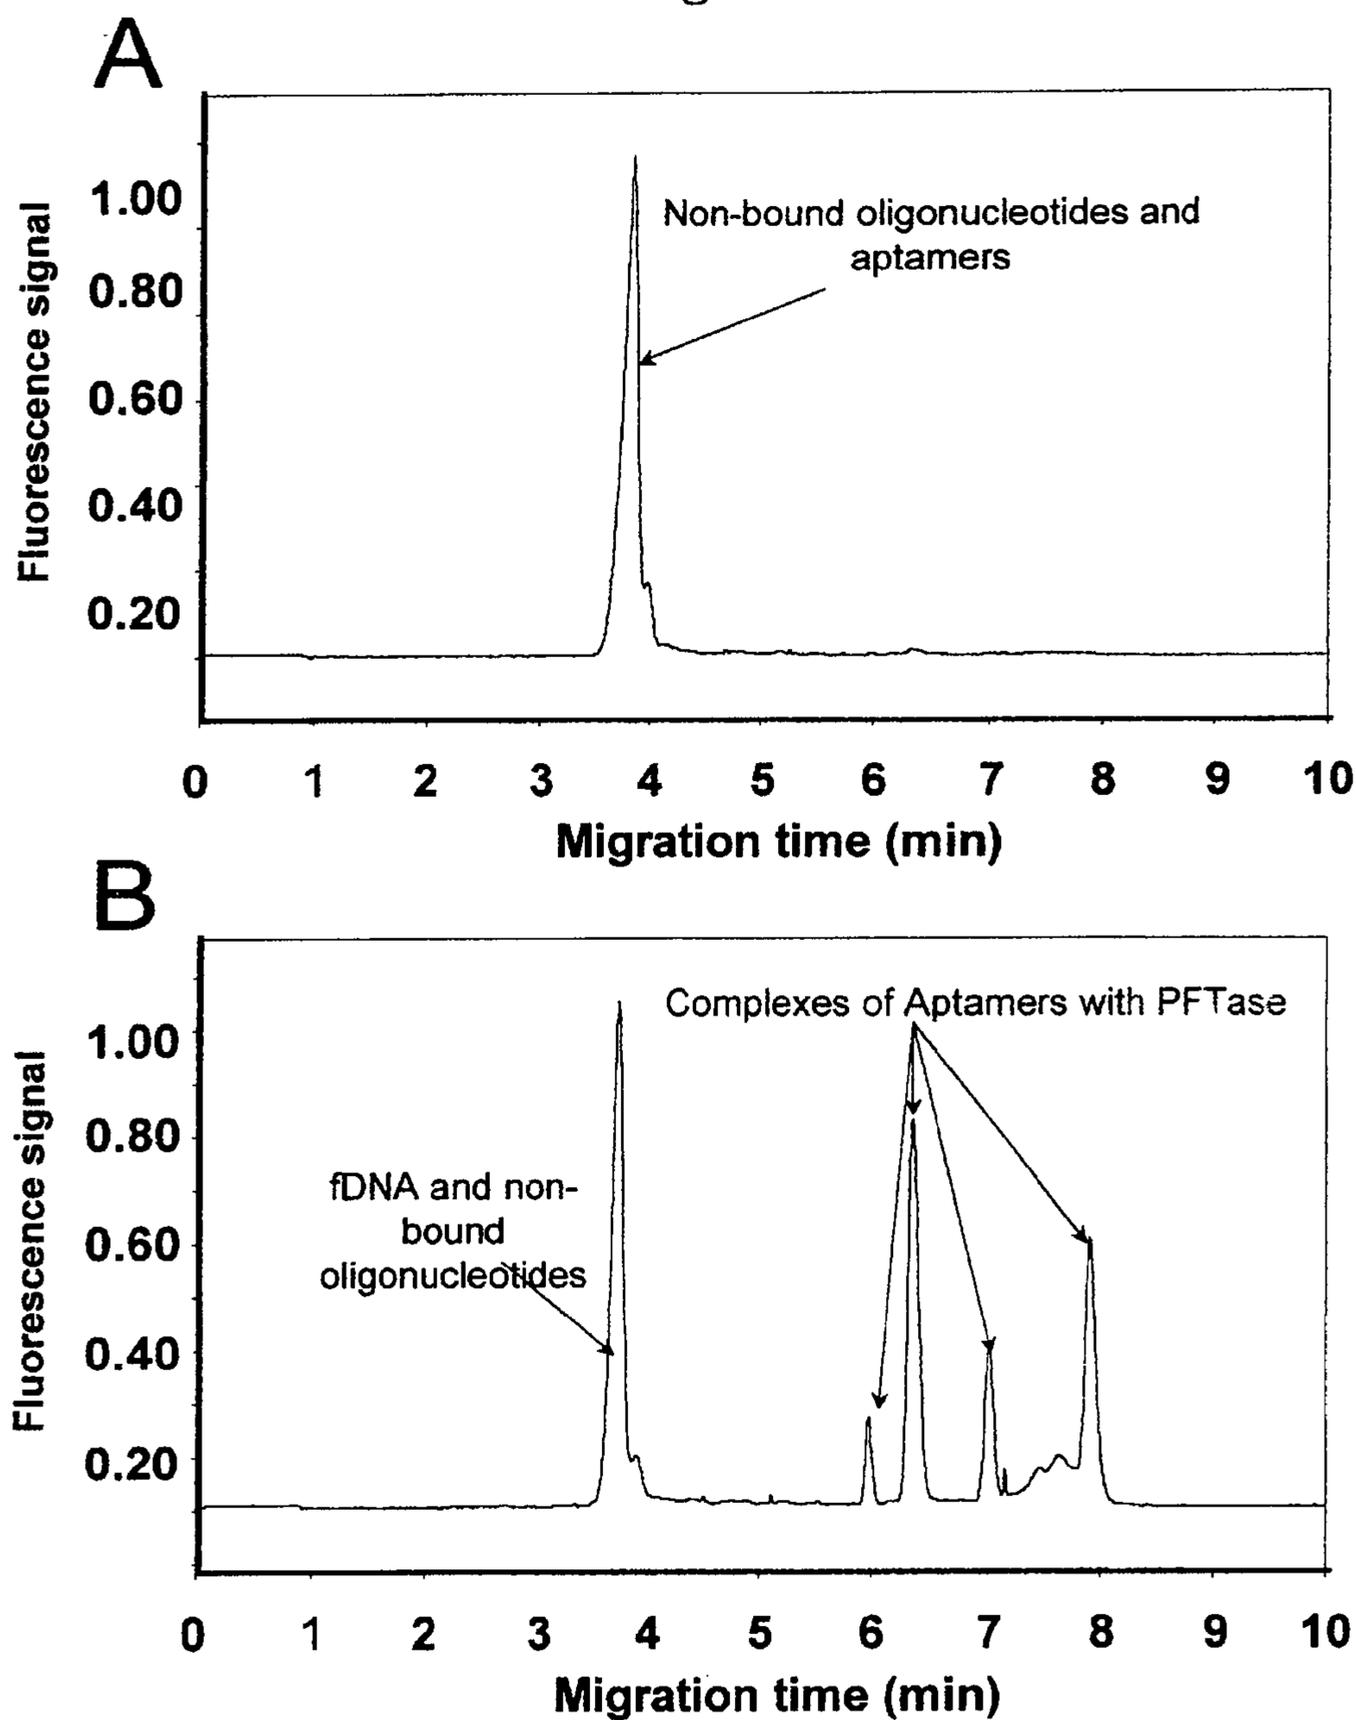 A
1.00
0.80
0.60
0.40
0.20
Fluorescence signal
Non-bound oligonucleotides and
aptamers
0 1 2 3 4 5 6 7 8 9 10
Migration time (min)
B
1.00
0.80
0.60
0.40
0.20
Fluorescence signal
Complexes of Aptamers with PFTase
fDNA and non-
bound
oligonucleotides
0 1 2 3 4 5 6 7 8 9 10
Migration time (min)